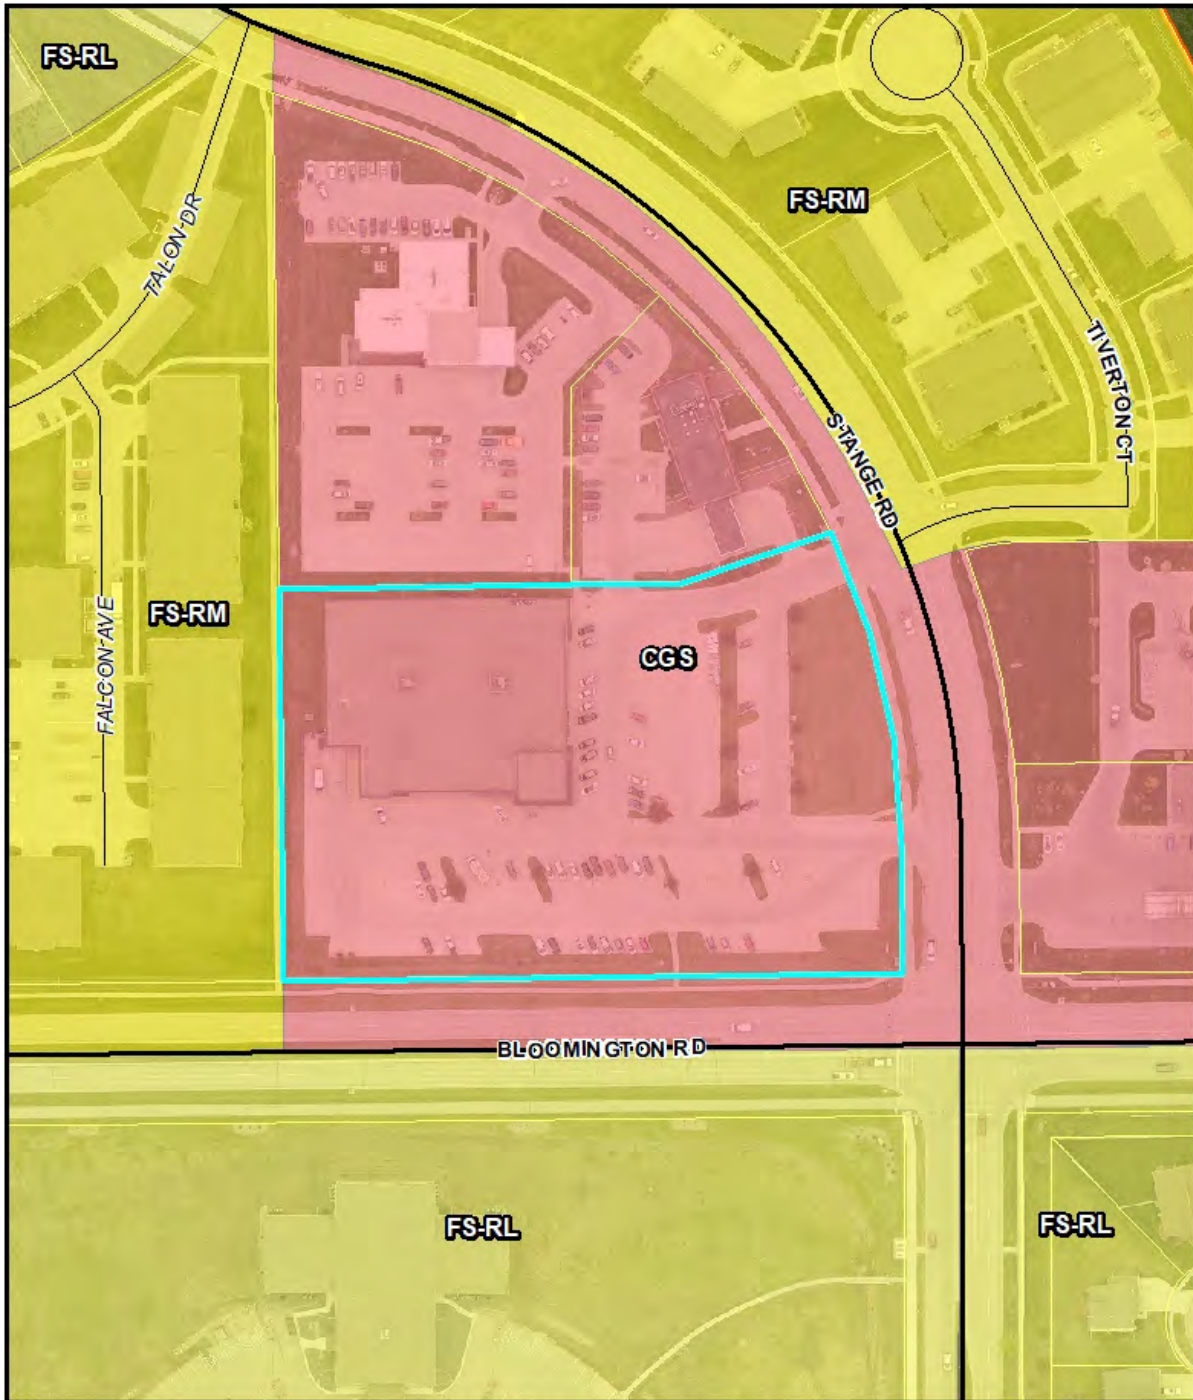 FS-RL
FS-RM
TALON DR
TIVERTON CT
STANGE RD
FALCON AVE
FS-RM
CGS
BLOOMINGTON RD
FS-RL
FS-RL